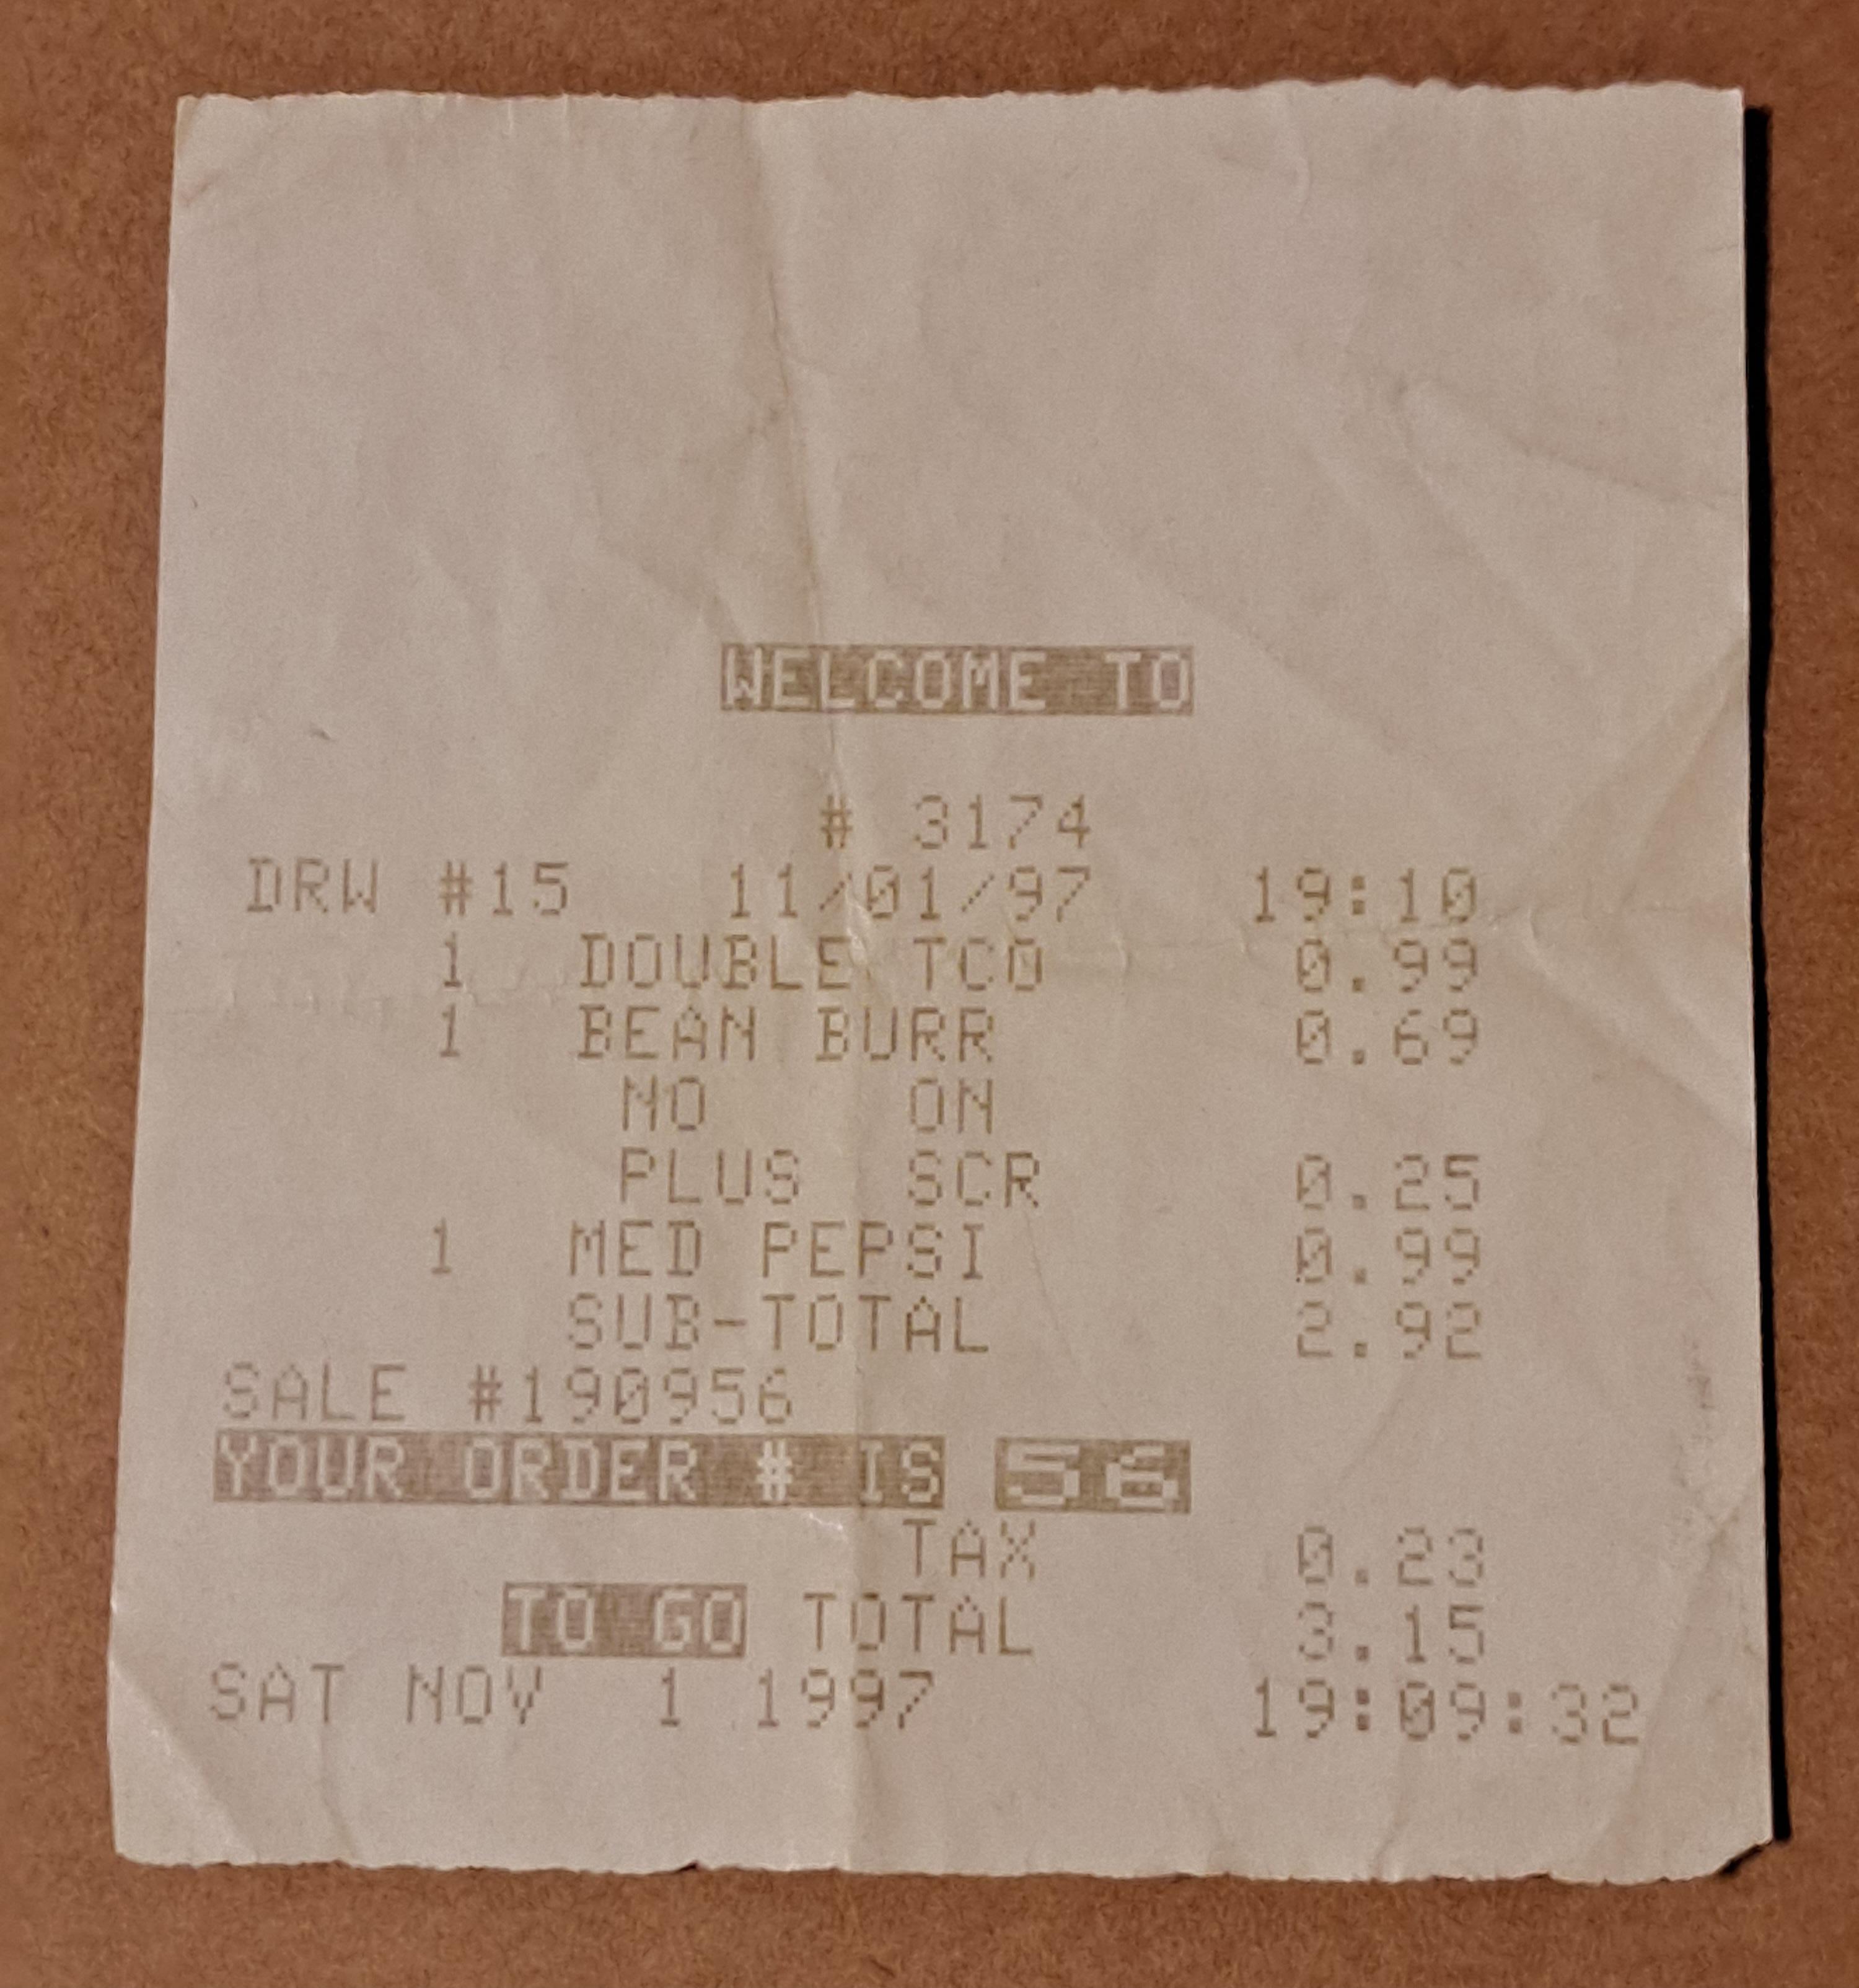 WELCOME TO
# 3174
DRW #15 11/01/97 19:10
1 DOUBLE TCO 0.99
1 BEAN BURR 0.69
NO ON
PLUS SCR 0.25
1 MED PEPSI 0.99
SUB-TOTAL 2.92
SALE #190956
YOUR ORDER # IS 56
TAX 0.23
TO GO TOTAL 3.15
SAT NOV 1 1997 19:09:32